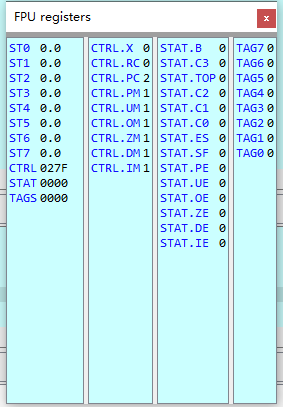 FPU registers
x
ST0 0.0
ST1 0.0
ST2 0.0
ST3 0.0
ST4 0.0
ST5 0.0
ST6 0.0
ST7 0.0
CTRL 027F
STAT 0000
TAGS 0000
CTRL.X 0
CTRL.RC 0
CTRL.PC 2
CTRL.PM 1
CTRL.UM 1
CTRL.OM 1
CTRL.ZM 1
CTRL.DM 1
CTRL.IM 1
STAT.B 0
STAT.C3 0
STAT.TOP 0
STAT.C2 0
STAT.C1 0
STAT.C0 0
STAT.ES 0
STAT.SF 0
STAT.PE 0
STAT.UE 0
STAT.OE 0
STAT.ZE 0
STAT.DE 0
STAT.IE 0
TAG7 0
TAG6 0
TAG5 0
TAG4 0
TAG3 0
TAG2 0
TAG1 0
TAG0 0